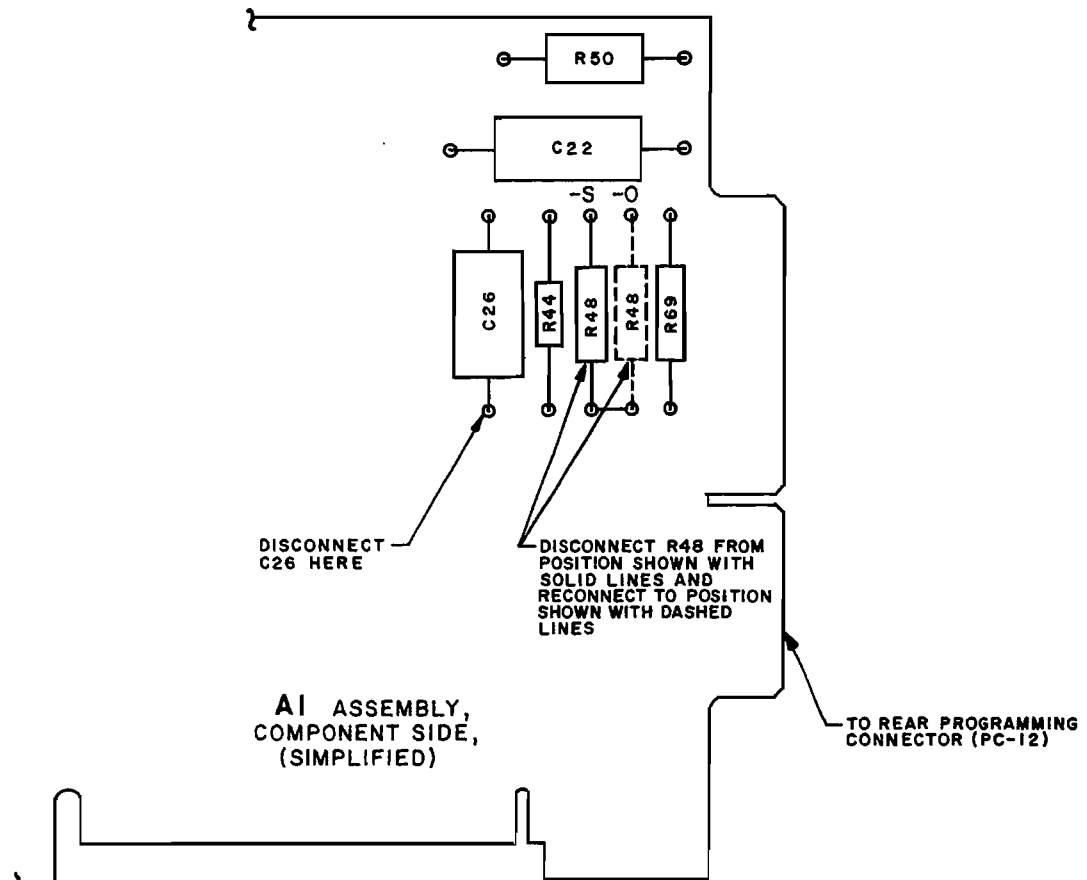 R50
C22
-S -O
C26
R44
R48
R48
R69
DISCONNECT
C26 HERE
DISCONNECT R48 FROM
POSITION SHOWN WITH
SOLID LINES AND
RECONNECT TO POSITION
SHOWN WITH DASHED
LINES
A1 ASSEMBLY,
COMPONENT SIDE,
(SIMPLIFIED)
TO REAR PROGRAMMING
CONNECTOR (PC-12)